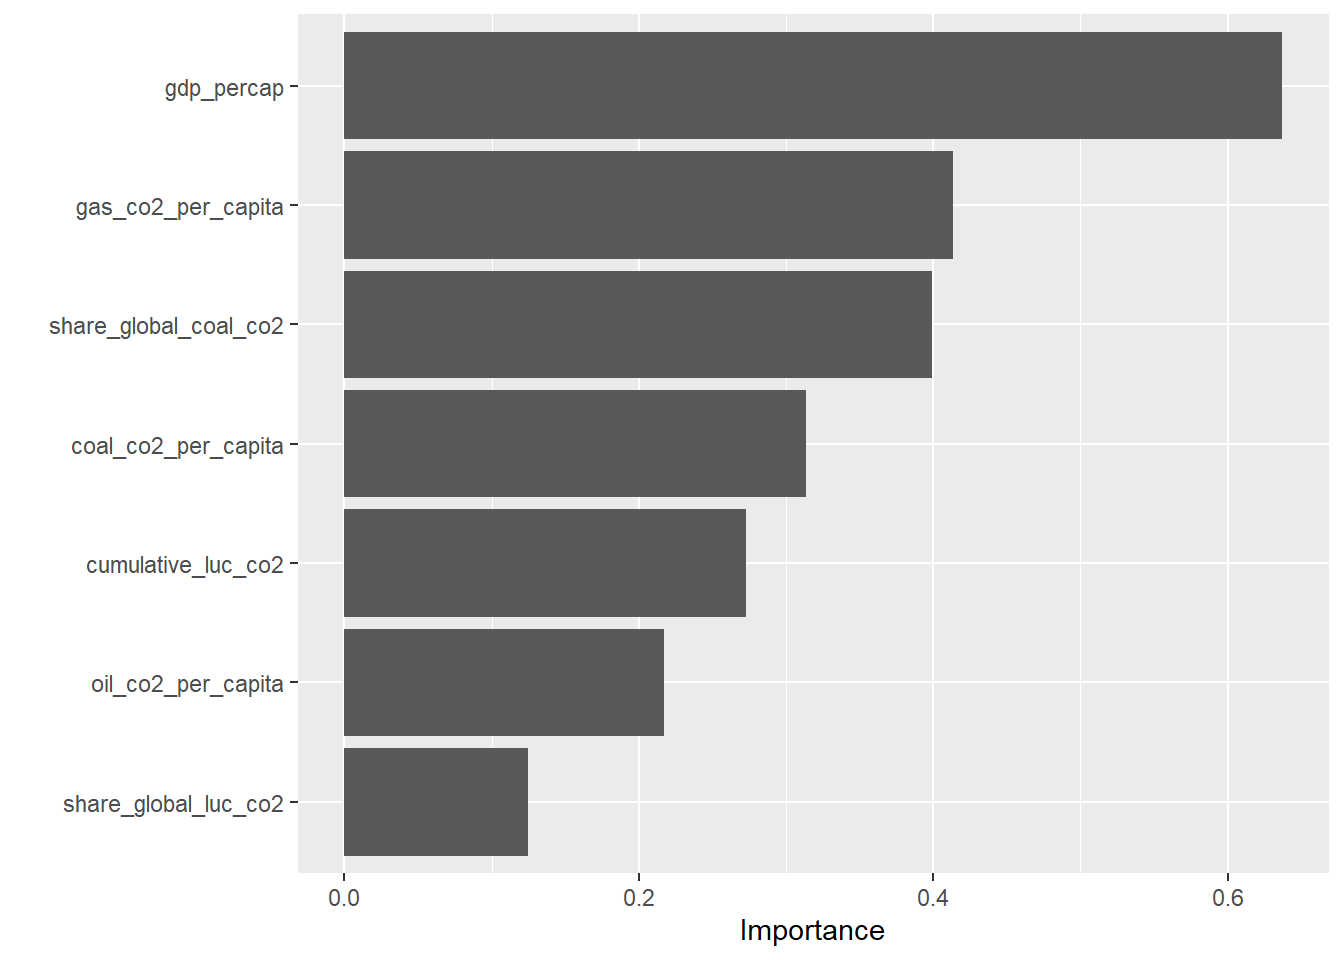 gdp_percap
gas_co2_per_capita
share_global_coal_co2
coal_co2_per_capita
cumulative_luc_co2
oil_co2_per_capita
share_global_luc_co2
0.0 0.2 0.4 0.6
Importance